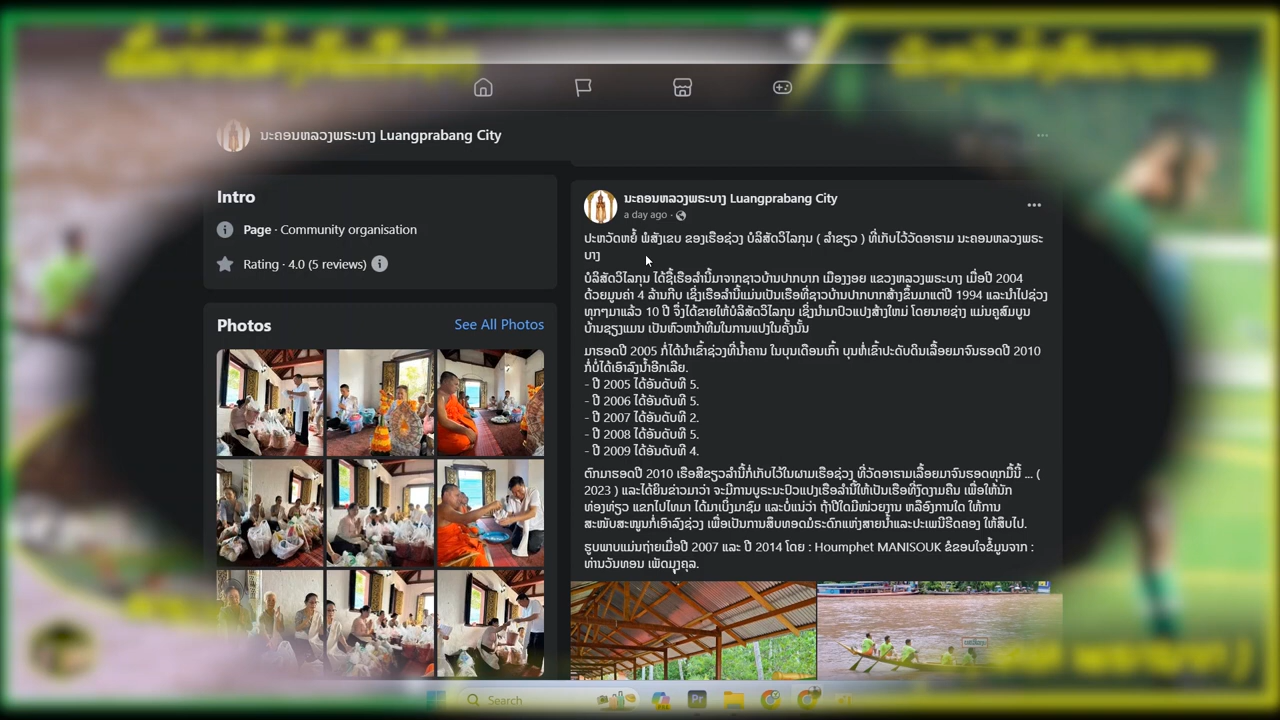 ນະຄອນຫລວງພຣະບາງ Luangprabang City
Intro
Page · Community organisation
Rating · 4.0 (5 reviews)
Photos
See All Photos
ນະຄອນຫລວງພຣະບາງ Luangprabang City
a day ago ·
ປະຫວັດຫຍໍ້ ພໍສັງເຂບ ຂອງເຮືອຊ່ວງ ບໍລິສັດວິໄລກຸນ ( ລຳຂຽວ ) ທີ່ເກັບໄວ້ວັດອາຮາມ ນະຄອນຫລວງພຣະ
ບາງ
ບໍລິສັດວິໄລກຸນ ໄດ້ຊື້ເຮືອລຳນີ້ມາຈາກຊາວບ້ານປາກບາກ ເມືອງງອຍ ແຂວງຫລວງພຣະບາງ ເມື່ອປີ 2004
ດ້ວຍມູນຄ່າ 4 ລ້ານກີບ ເຊິ່ງເຮືອລຳນີ້ແມ່ນເປັນເຮືອທີ່ຊາວບ້ານປາກບາກສ້າງຂຶ້ນມາແຕ່ປີ 1994 ແລະນຳໄປຊ່ວງ
ທຸກໆມາແລ້ວ 10 ປີ ຈຶ່ງໄດ້ຂາຍໃຫ້ບໍລິສັດວິໄລກຸນ ເຊິ່ງນຳມາປົວແປງສ້າງໃໝ່ ໂດຍນາຍຊ່າງ ແມ່ນຄູສົມບູນ
ບ້ານຊຽງແມນ ເປັນຫົວຫນ້າທີມໃນການແປງໃນຄັ້ງນັ້ນ
ມາຮອດປີ 2005 ກໍ່ໄດ້ນຳເຂົ້າຊ່ວງທີ່ນ້ຳຄານ ໃນບຸນເດືອນເກົ້າ ບຸນຫໍ່ເຂົ້າປະດັບດິນເລື້ອຍມາຈົນຮອດປີ 2010
ກໍ່ບໍ່ໄດ້ເອົາລົງນ້ຳອີກເລີຍ.
- ປີ 2005 ໄດ້ອັນດັບທີ 5.
- ປີ 2006 ໄດ້ອັນດັບທີ 5.
- ປີ 2007 ໄດ້ອັນດັບທີ 2.
- ປີ 2008 ໄດ້ອັນດັບທີ 5.
- ປີ 2009 ໄດ້ອັນດັບທີ 4.
ຕົກມາຮອດປີ 2010 ເຮືອສີຂຽວລຳນີ້ກໍ່ເກັບໄວ້ໃນຜາມເຮືອຊ່ວງ ທີ່ວັດອາຮາມເລື້ອຍມາຈົນຮອດທຸກມື້ນີ້ ... (
2023 ) ແລະໄດ້ຍິນຂ່າວມາວ່າ ຈະມີການບູຣະນະປົວແປງເຮືອລຳນີ້ໃຫ້ເປັນເຮືອທີ່ງົດງາມຄືນ ເພື່ອໃຫ້ນັກ
ທ່ອງທ່ຽວ ແຂກໄປໄທມາ ໄດ້ມາເບິ່ງມາຊົມ ແລະບໍ່ແມ່ວ່າ ຖ້າປີໃດມີໜ່ວຍງານ ຫລືອົງການໃດ ໃຫ້ການ
ສະໜັບສະໜູນກໍ່ເອົາລົງຊ່ວງ ເພື່ອເປັນການສືບທອດມໍຣະດົກແຫ່ງສາຍນ້ຳແລະປະເພນີຮີດຄອງ ໃຫ້ສືບໄປ.
ຮູບພາບແມ່ນຖ່າຍເມື່ອປີ 2007 ແລະ ປີ 2014 ໂດຍ : Houmphet MANISOUK ຂໍຂອບໃຈຂໍ້ມູນຈາກ :
ທ່ານວັນທອນ ເພັດມຸງຄຸລ.
Search